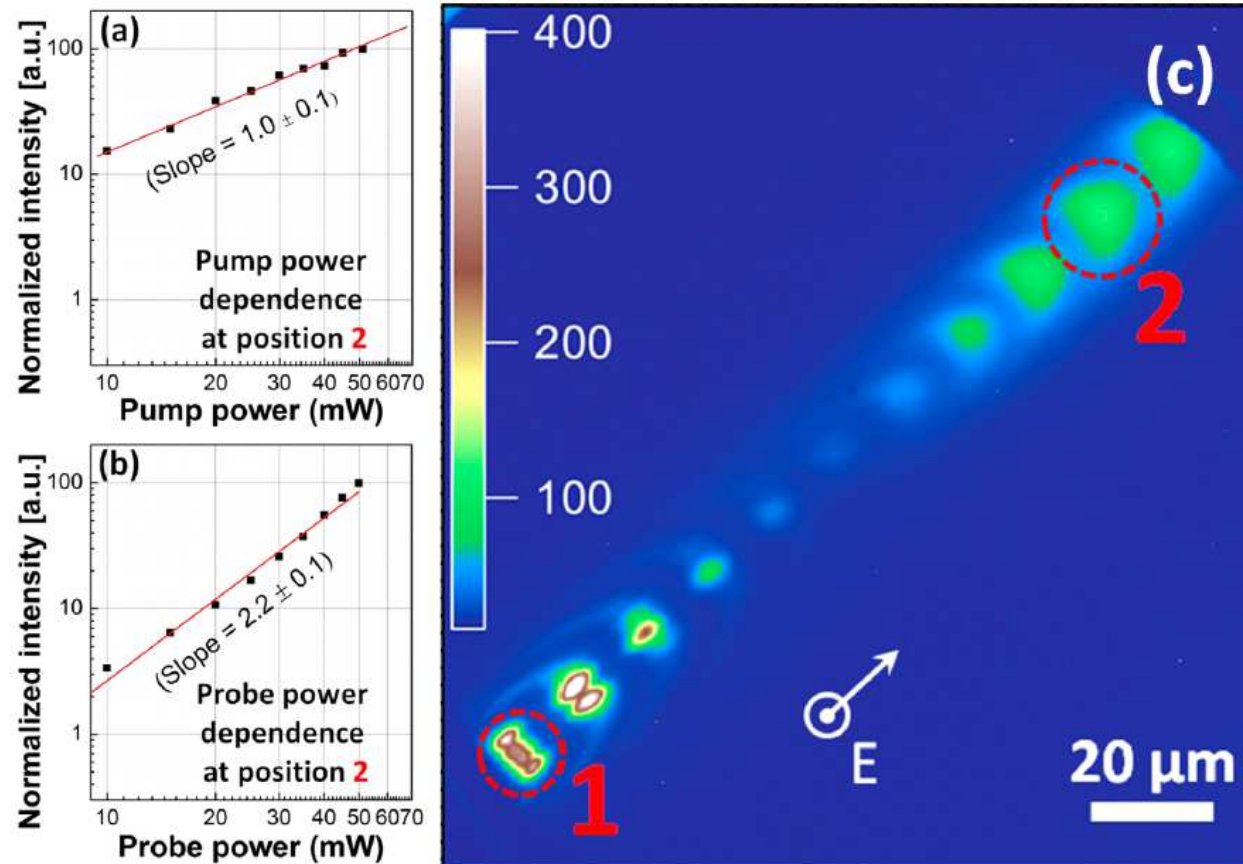 (a)
Normalized intensity [a.u.]
100
10
1
(Slope = 1.0 ± 0.1)
Pump power
dependence
at position 2
10 20 30 40 50 6070
Pump power (mW)
(b)
Normalized intensity [a.u.]
100
10
1
(Slope = 2.2 ± 0.1)
Probe power
dependence
at position 2
10 20 30 40 50 6070
Probe power (mW)
(c)
400
300
200
100
2
1
E
20 µm